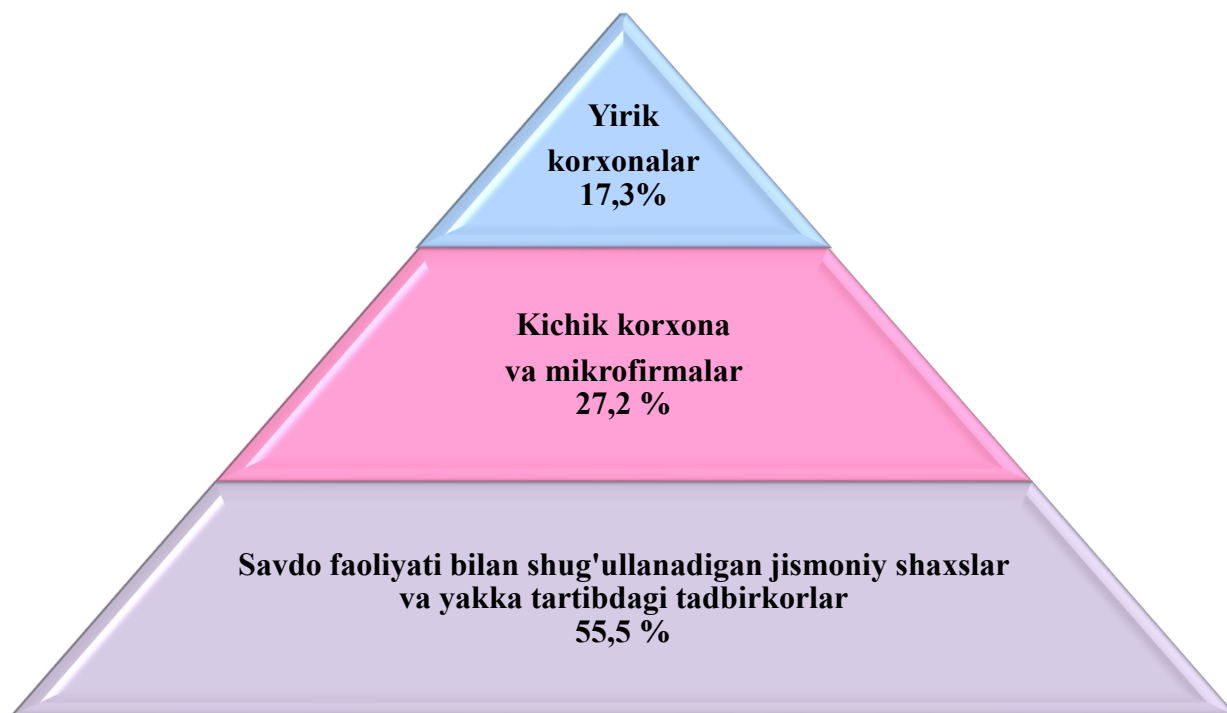 Yirik
korxonalar
17,3%
Kichik korxona
va mikrofirmalar
27,2 %
Savdo faoliyati bilan shug'ullanadigan jismoniy shaxslar
va yakka tartibdagi tadbirkorlar
55,5 %